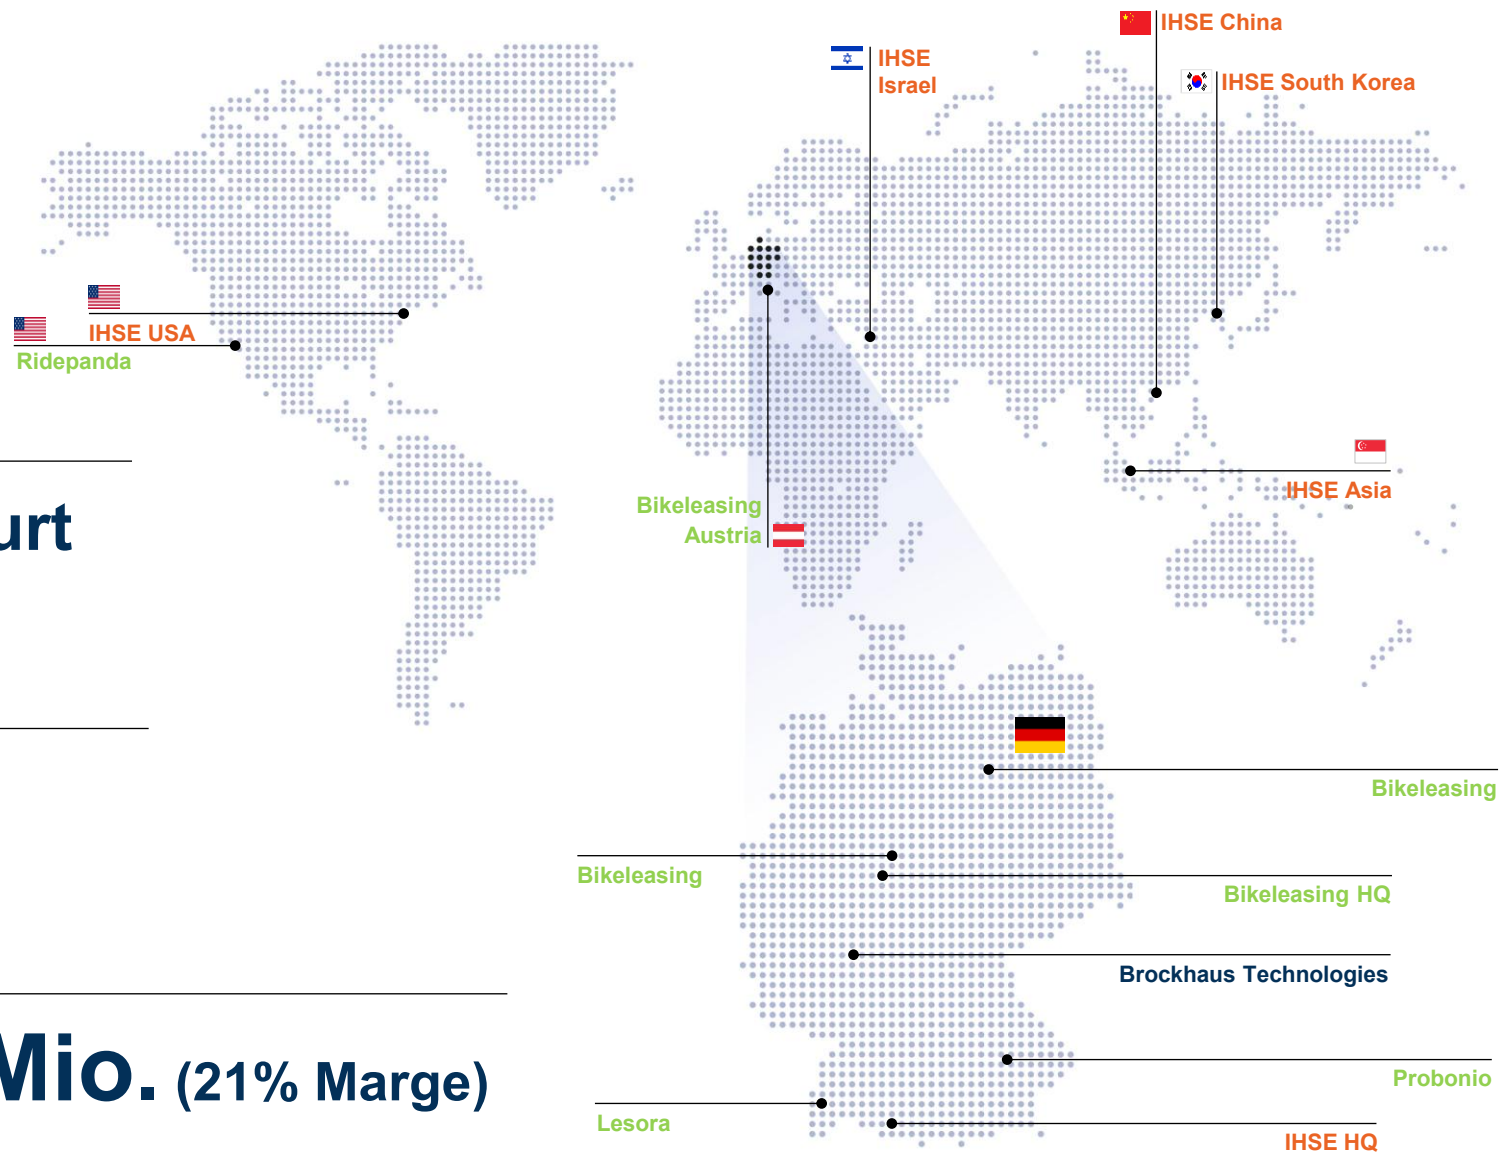 IHSE China
IHSE
Israel
IHSE South Korea
IHSE USA
Ridepanda
IHSE Asia
Bikeleasing
Austria
urt
Bikeleasing
Bikeleasing
Bikeleasing HQ
Brockhaus Technologies
Mio. (21% Marge)
Probonio
Lesora
IHSE HQ